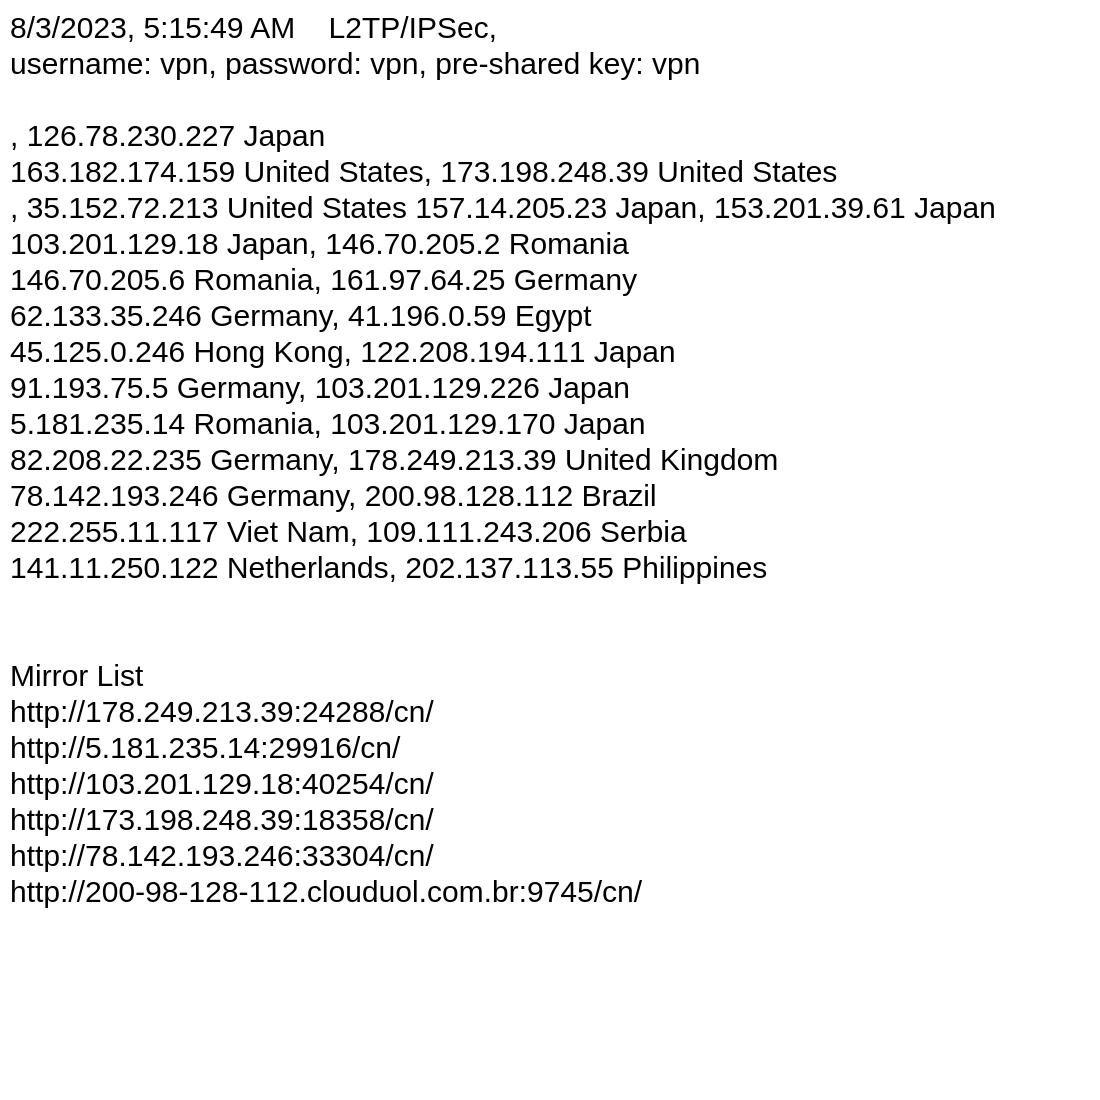 8/3/2023, 5:15:49 AM    L2TP/IPSec,
username: vpn, password: vpn, pre-shared key: vpn
, 126.78.230.227 Japan
163.182.174.159 United States, 173.198.248.39 United States
, 35.152.72.213 United States 157.14.205.23 Japan, 153.201.39.61 Japan
103.201.129.18 Japan, 146.70.205.2 Romania
146.70.205.6 Romania, 161.97.64.25 Germany
62.133.35.246 Germany, 41.196.0.59 Egypt
45.125.0.246 Hong Kong, 122.208.194.111 Japan
91.193.75.5 Germany, 103.201.129.226 Japan
5.181.235.14 Romania, 103.201.129.170 Japan
82.208.22.235 Germany, 178.249.213.39 United Kingdom
78.142.193.246 Germany, 200.98.128.112 Brazil
222.255.11.117 Viet Nam, 109.111.243.206 Serbia
141.11.250.122 Netherlands, 202.137.113.55 Philippines
Mirror List
http://178.249.213.39:24288/cn/
http://5.181.235.14:29916/cn/
http://103.201.129.18:40254/cn/
http://173.198.248.39:18358/cn/
http://78.142.193.246:33304/cn/
http://200-98-128-112.clouduol.com.br:9745/cn/